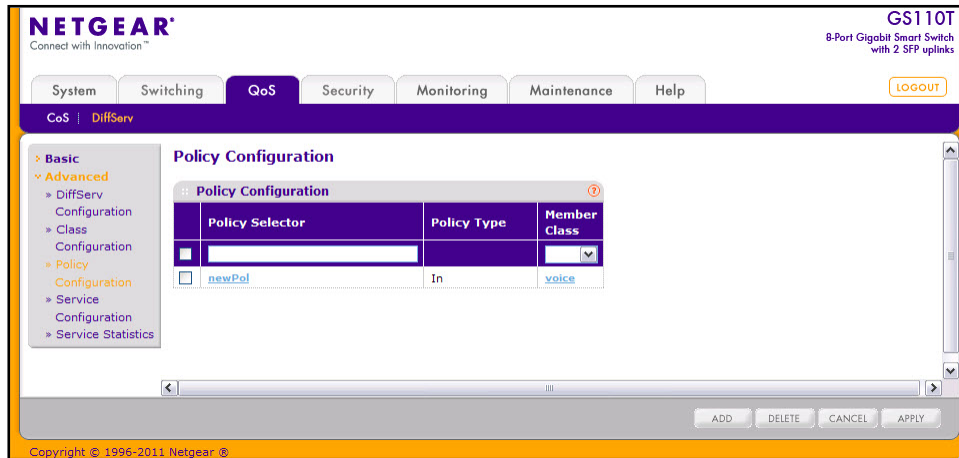 NETGEAR®
Connect with Innovation™
GS110T
8-Port Gigabit Smart Switch
with 2 SFP uplinks
System
Switching
QoS
Security
Monitoring
Maintenance
Help
LOGOUT
CoS | DiffServ
Basic
Advanced
» DiffServ
Configuration
» Class
Configuration
» Policy
Configuration
» Service
Configuration
» Service Statistics
Policy Configuration
Policy Configuration
?
Policy Selector
Policy Type
Member
Class
newPol
In
voice
ADD
DELETE
CANCEL
APPLY
Copyright © 1996-2011 Netgear ®